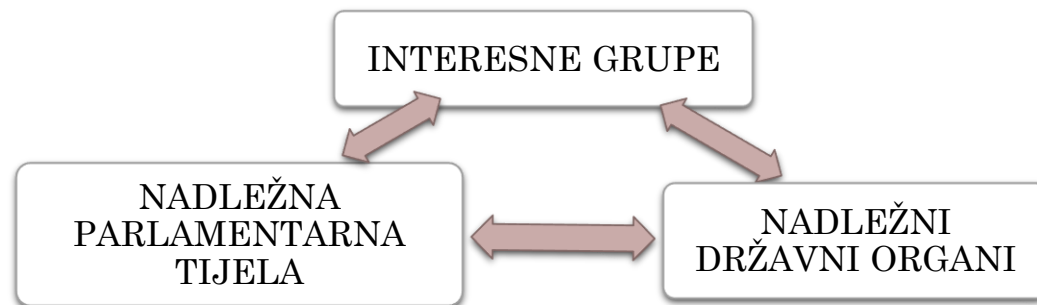 INTERESNE GRUPE
NADLEŽNA
PARLAMENTARNA
TIJELA
NADLEŽNI
DRŽAVNI ORGANI